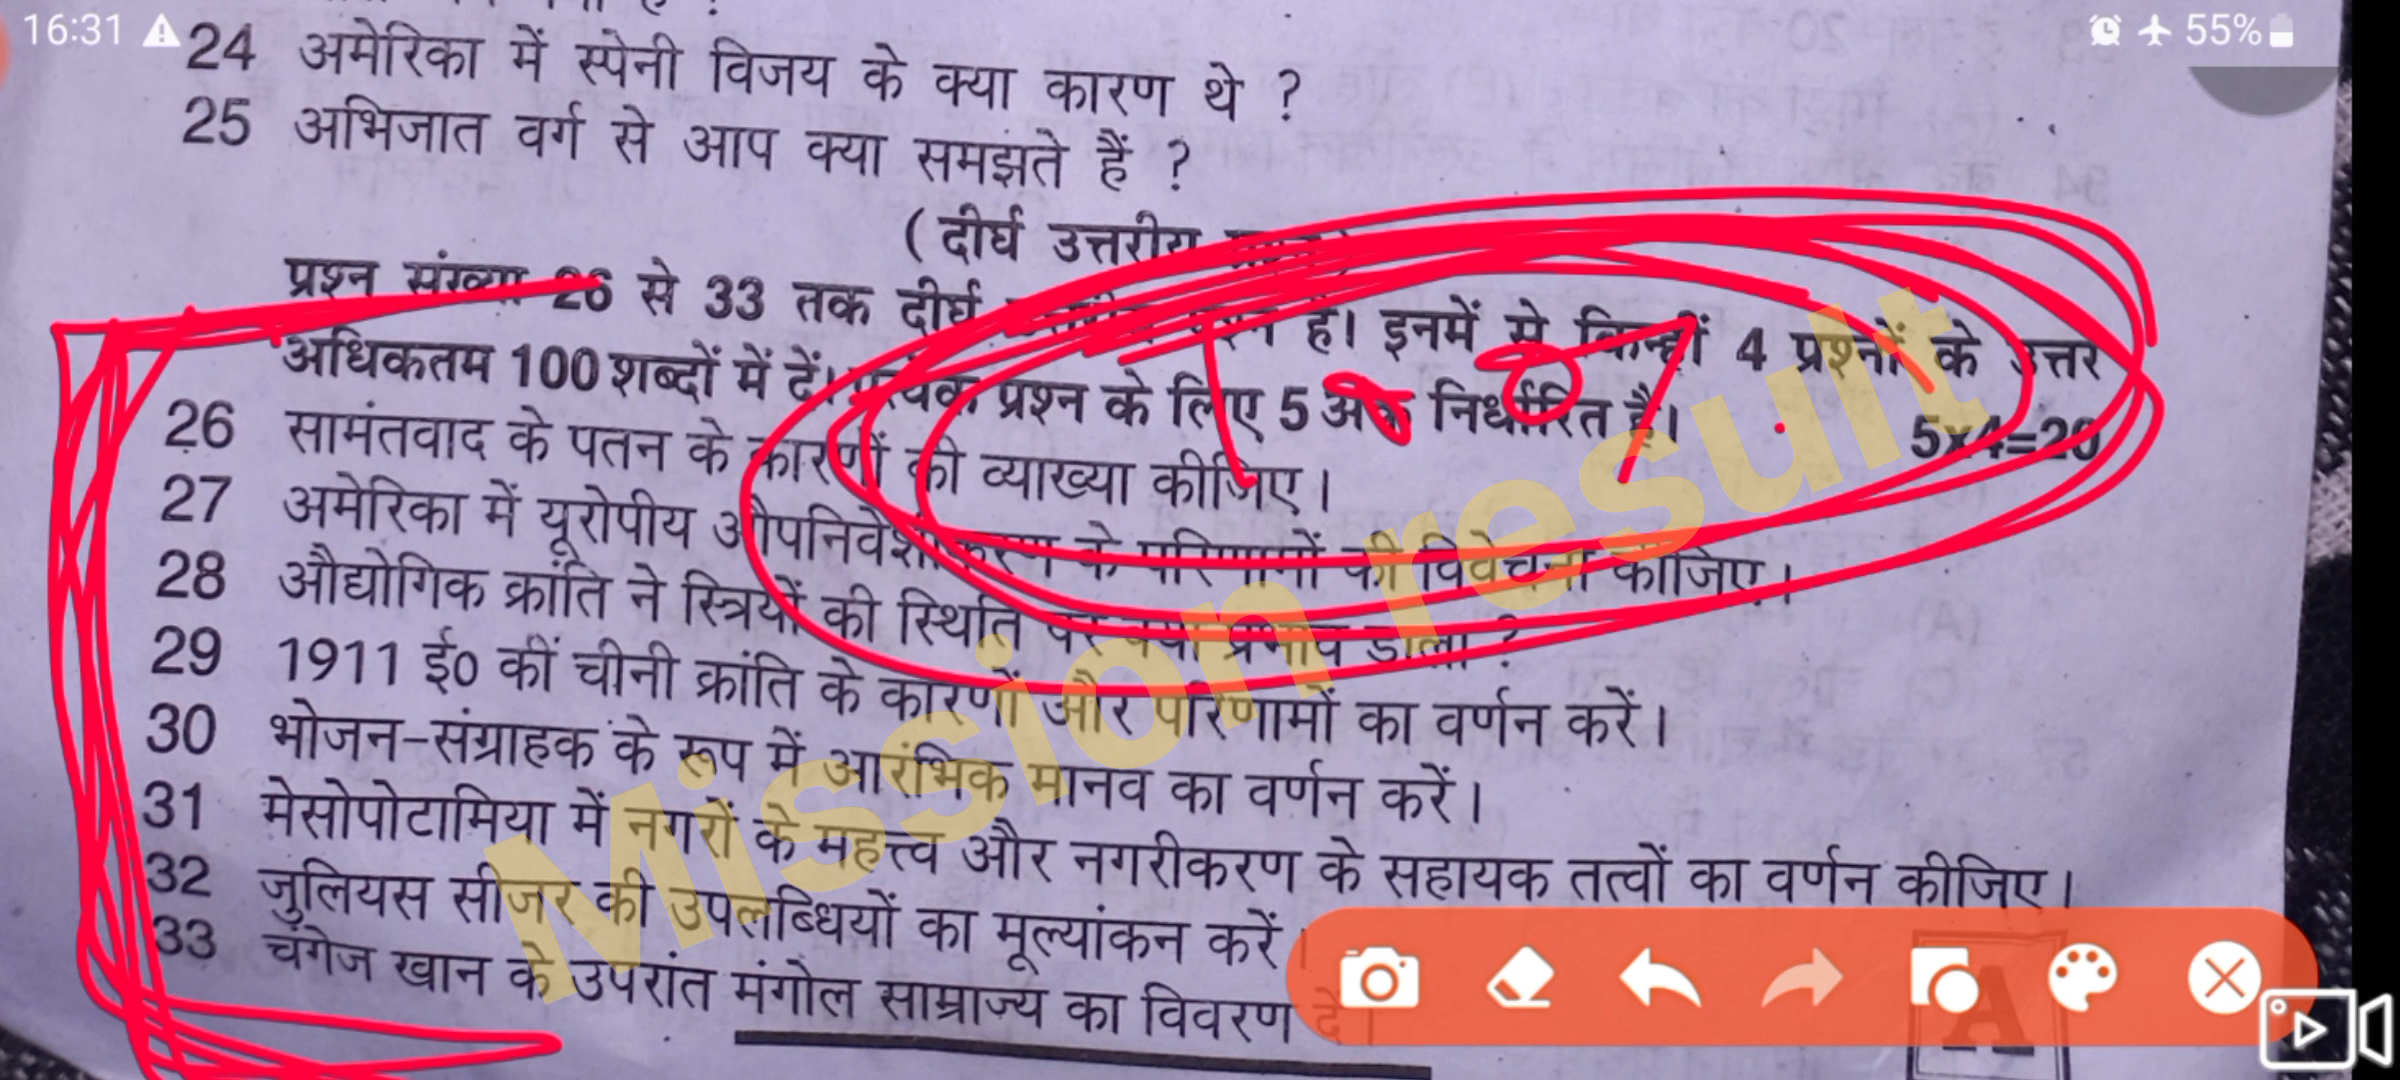 16:31 55%
24 अमेरिका में स्पेनी विजय के क्या कारण थे ?
25 अभिजात वर्ग से आप क्या समझते हैं ?
( दीर्घ उत्तरीय
प्रश्न संख्या 26 से 33 तक दीर्घ है। इनमें से किन्हीं 4 प्रश्नों के उत्तर
अधिकतम 100 शब्दों में दें। प्रत्येक प्रश्न के लिए 5 अंक निर्धारित है। 5x4=20
26 सामंतवाद के पतन के कारणों की व्याख्या कीजिए।
27 अमेरिका में यूरोपीय औपनिवेशीकरण के परिणामों की विवेचना कीजिए।
28 औद्योगिक क्रांति ने स्त्रियों की स्थिति पर क्या प्रभाव डाला ?
29 1911 ई० कीं चीनी क्रांति के कारणों और परिणामों का वर्णन करें।
30 भोजन-संग्राहक के रूप में आरंभिक मानव का वर्णन करें।
31 मेसोपोटामिया में नगरों के महत्त्व और नगरीकरण के सहायक तत्वों का वर्णन कीजिए।
32 जुलियस सीजर की उपलब्धियों का मूल्यांकन करें।
33 चंगेज खान के उपरांत मंगोल साम्राज्य का विवरण दें।
A
Mission result